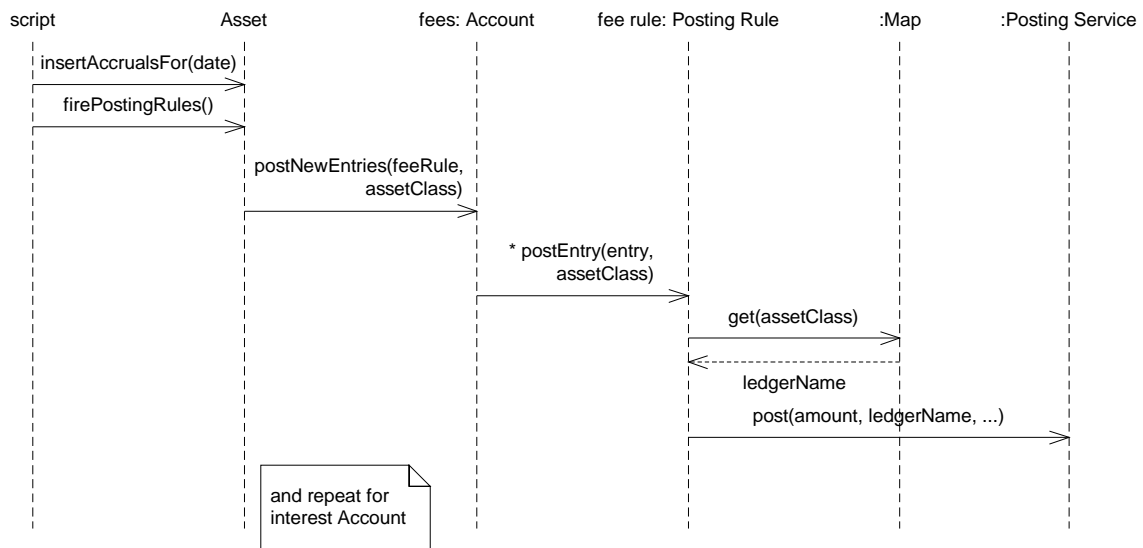 script
Asset
fees: Account
fee rule: Posting Rule
:Map
:Posting Service
insertAccrualsFor(date)
firePostingRules()
postNewEntries(feeRule,
assetClass)
* postEntry(entry,
assetClass)
get(assetClass)
ledgerName
post(amount, ledgerName, ...)
and repeat for
interest Account